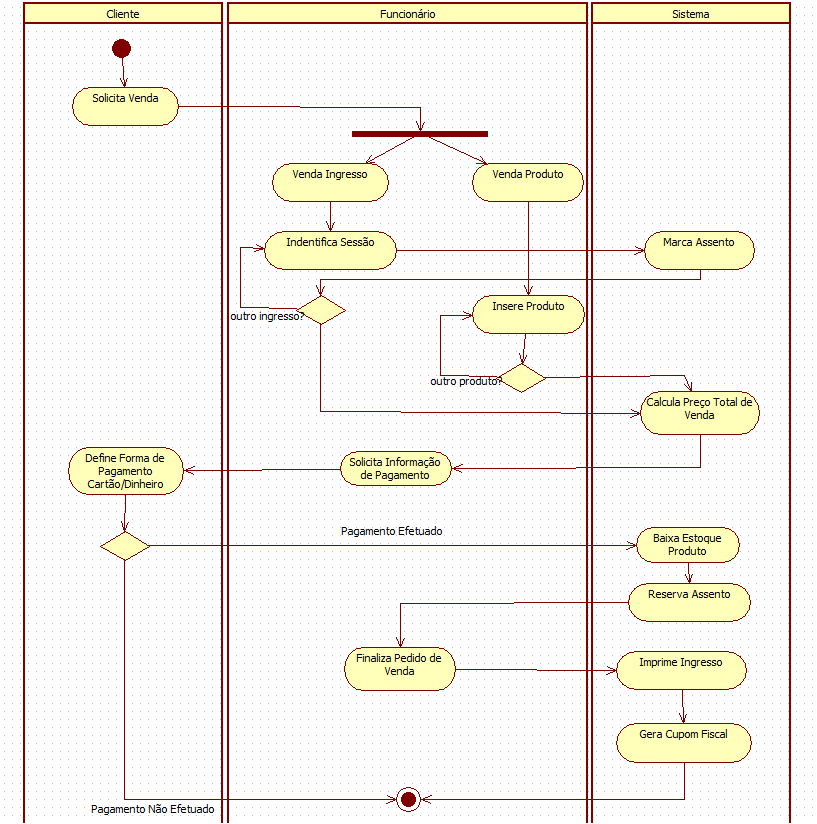 Cliente
Funcionário
Sistema
Solicita Venda
Venda Ingresso
Venda Produto
Indentifica Sessão
Marca Assento
outro ingresso?
Insere Produto
outro produto?
Calcula Preço Total de
Venda
Define Forma de
Pagamento
Cartão/Dinheiro
Solicita Informação
de Pagamento
Pagamento Efetuado
Baixa Estoque
Produto
Reserva Assento
Finaliza Pedido de
Venda
Imprime Ingresso
Gera Cupom Fiscal
Pagamento Não Efetuado